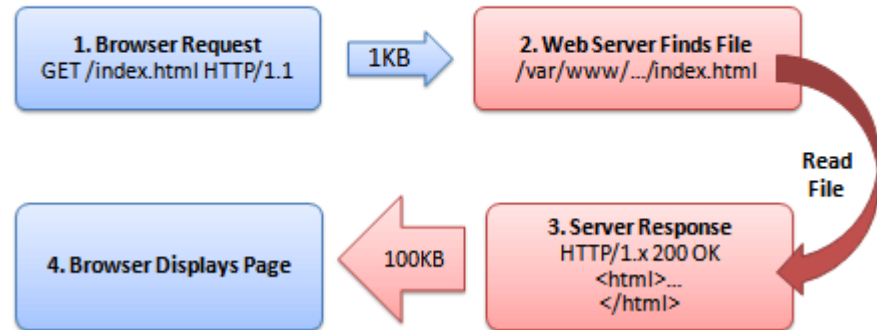 1. Browser Request
GET /index.html HTTP/1.1
1KB
2. Web Server Finds File
/var/www/.../index.html
Read
File
3. Server Response
HTTP/1.x 200 OK
<html>...
</html>
100KB
4. Browser Displays Page